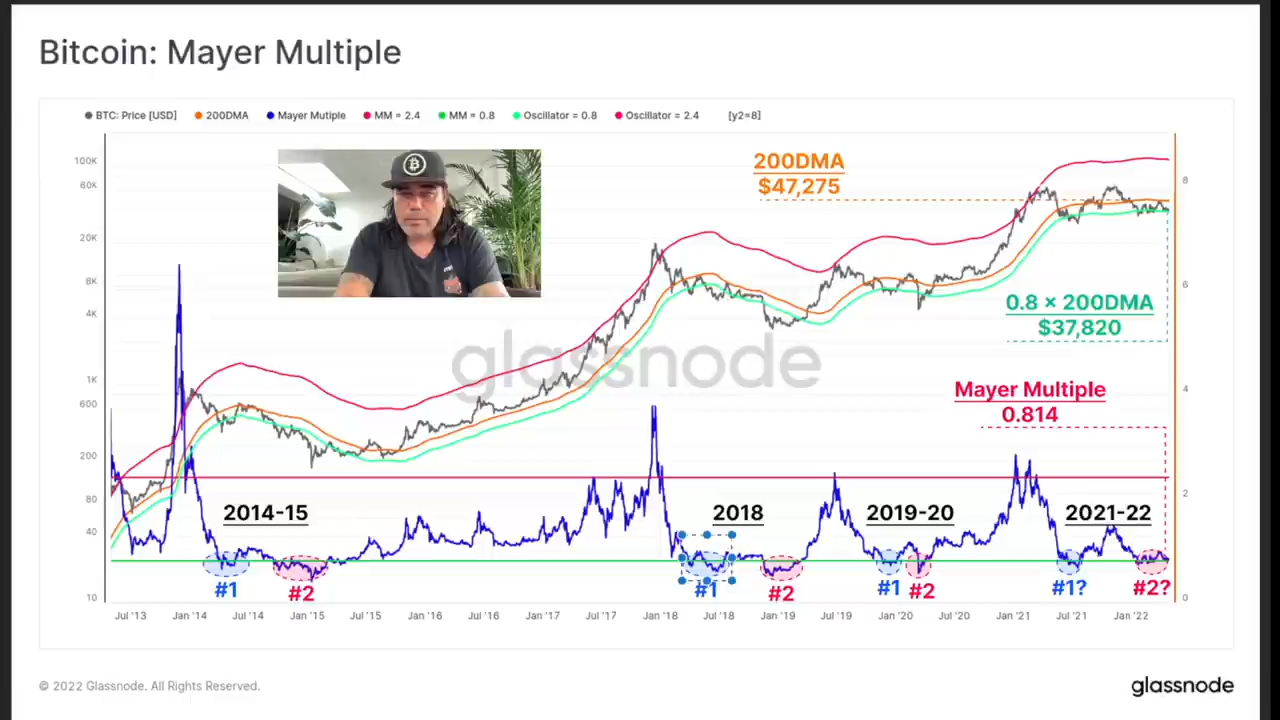 Bitcoin: Mayer Multiple
BTC: Price [USD] 200DMA Mayer Mutiple MM = 2.4 MM = 0.8 Oscillator = 0.8 Oscillator = 2.4 [y2=8]
100K
60K
20K
8K
4K
1K
600
200
80
40
10
8
6
4
2
0
B
200DMA
$47,275
0.8 × 200DMA
$37,820
Mayer Multiple
0.814
glassnode
2014-15
2018
2019-20
2021-22
#1
#2
#1
#2
#1
#2
#1?
#2?
Jul '13 Jan '14 Jul '14 Jan '15 Jul '15 Jan '16 Jul '16 Jan '17 Jul '17 Jan '18 Jul '18 Jan '19 Jul '19 Jan '20 Jul '20 Jan '21 Jul '21 Jan '22
© 2022 Glassnode. All Rights Reserved.
glassnode